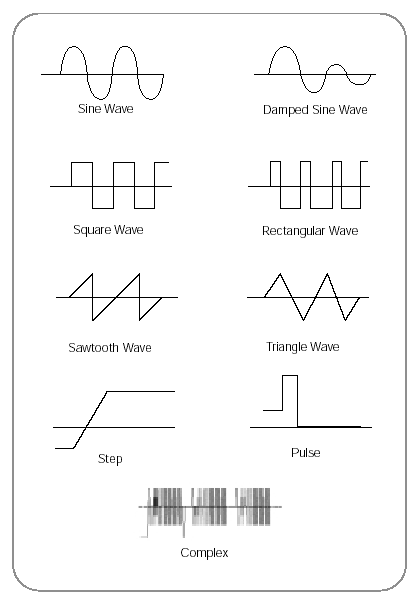 Sine Wave
Damped Sine Wave
Square Wave
Rectangular Wave
Sawtooth Wave
Triangle Wave
Step
Pulse
Complex